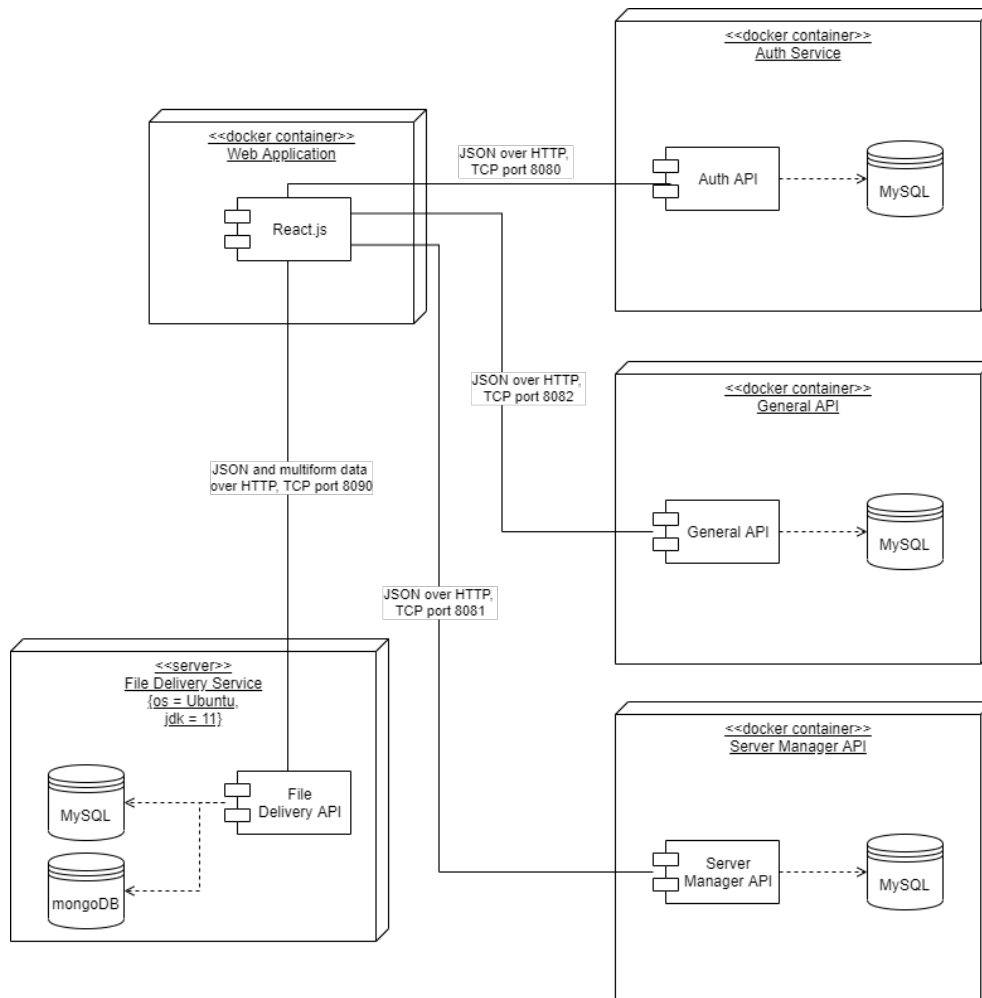 <<docker container>>
Auth Service
Auth API
MySQL
<<docker container>>
Web Application
React.js
JSON over HTTP,
TCP port 8080
JSON over HTTP,
TCP port 8082
<<docker container>>
General API
General API
MySQL
JSON and multiform data
over HTTP, TCP port 8090
JSON over HTTP,
TCP port 8081
<<server>>
File Delivery Service
{os = Ubuntu,
jdk = 11}
File
Delivery API
MySQL
mongoDB
<<docker container>>
Server Manager API
Server
Manager API
MySQL